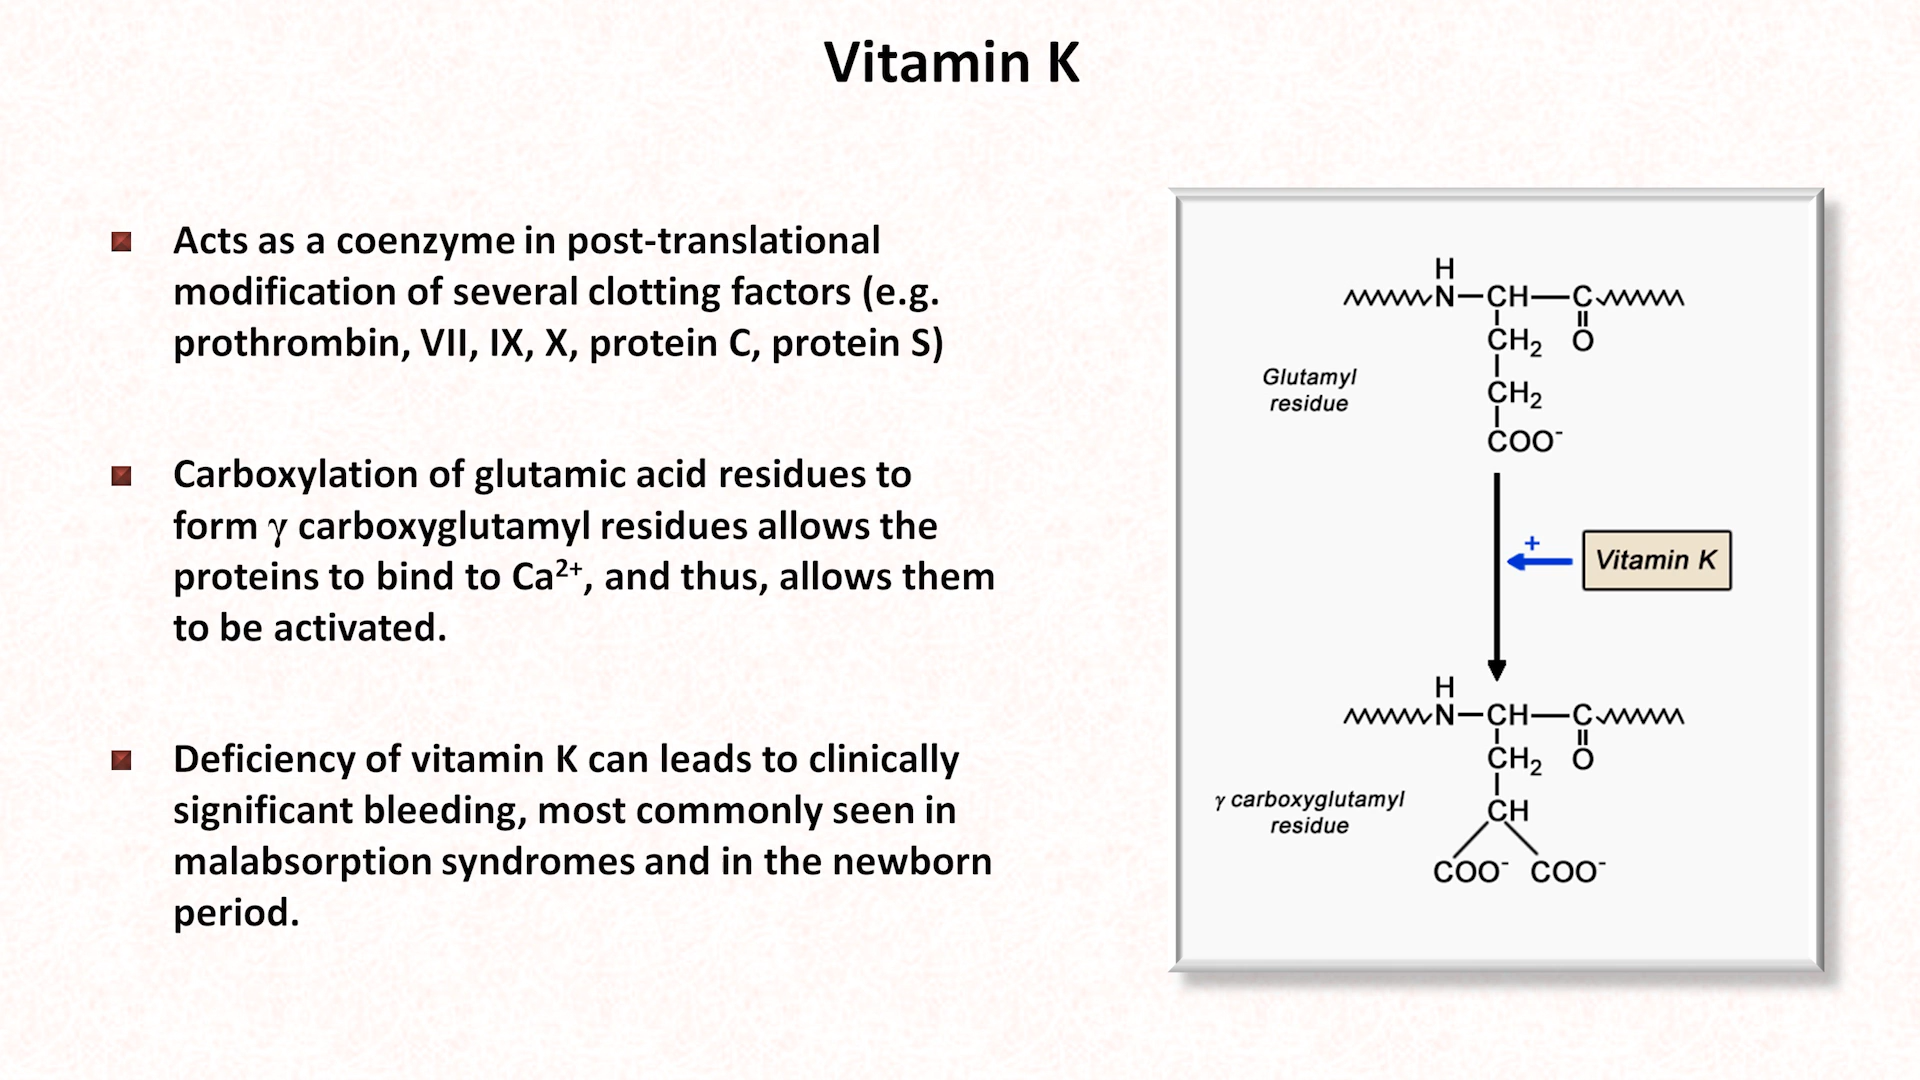 Vitamin K
Acts as a coenzyme in post-translational
modification of several clotting factors (e.g.
prothrombin, VII, IX, X, protein C, protein S)
Carboxylation of glutamic acid residues to
form γ carboxyglutamyl residues allows the
proteins to bind to Ca²⁺, and thus, allows them
to be activated.
Deficiency of vitamin K can leads to clinically
significant bleeding, most commonly seen in
malabsorption syndromes and in the newborn
period.
H
N—CH—C
CH₂ O
Glutamyl
residue
CH₂
COO⁻
+
Vitamin K
H
N—CH—C
CH₂ O
γ carboxyglutamyl
residue
CH
COO⁻ COO⁻